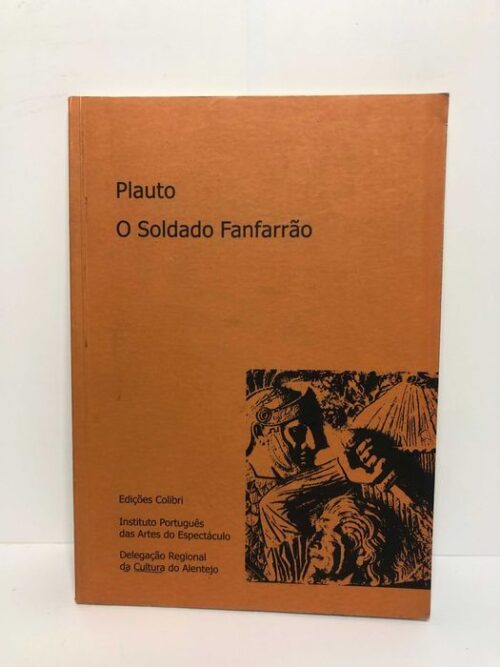 Plauto
O Soldado Fanfarrão
Edições Colibri
Instituto Português
das Artes do Espectáculo
Delegação Regional
da Cultura do Alentejo